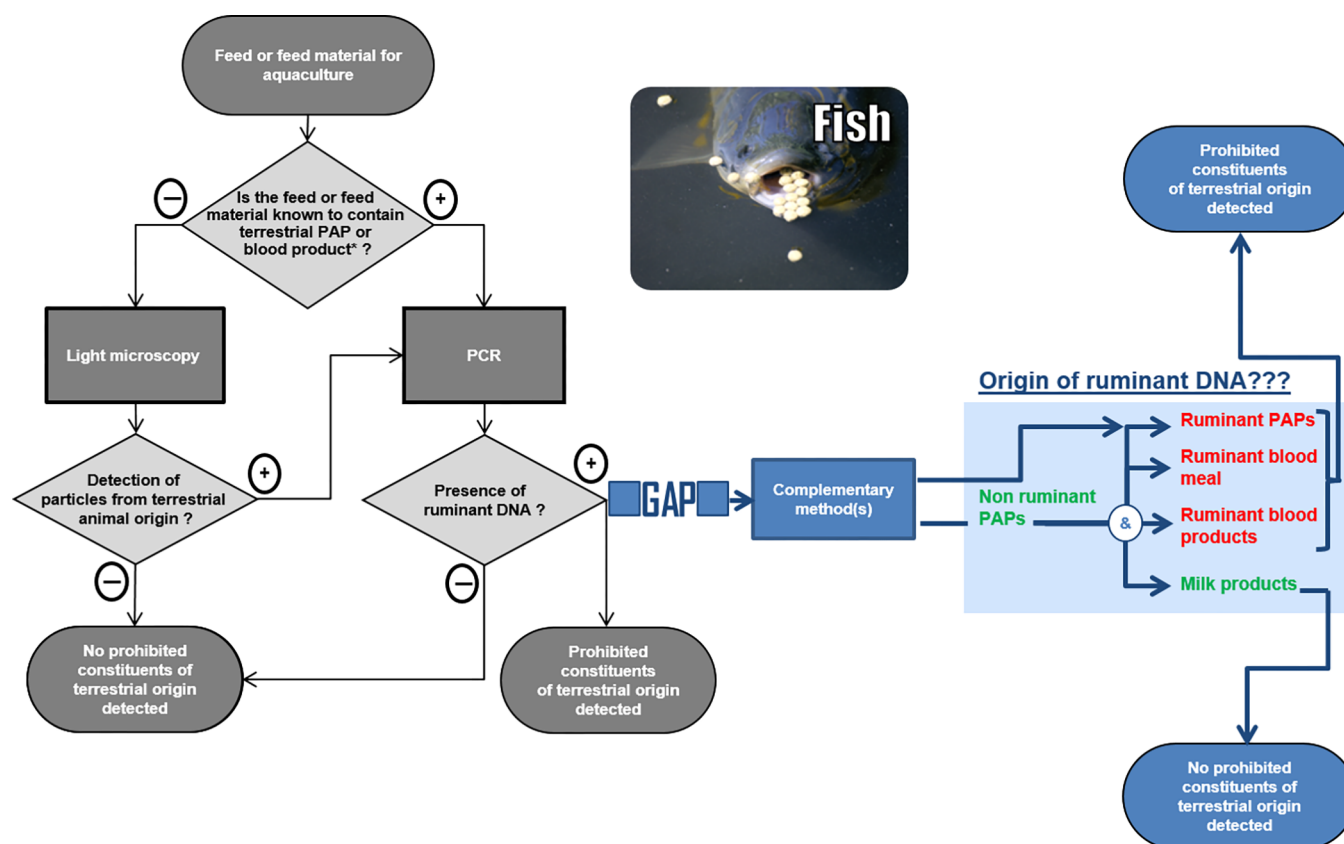 Feed or feed material for
aquaculture
Is the feed or feed
material known to contain
terrestrial PAP or
blood product* ?
−
+
Light microscopy
PCR
Detection of
particles from terrestrial
animal origin ?
+
−
Presence of
ruminant DNA ?
+
−
No prohibited
constituents of
terrestrial origin
detected
Prohibited
constituents
of terrestrial origin
detected
Fish
GAP
Complementary
method(s)
Origin of ruminant DNA???
Non ruminant
PAPs
&
Ruminant PAPs
Ruminant blood
meal
Ruminant blood
products
Milk products
Prohibited
constituents
of terrestrial origin
detected
No prohibited
constituents of
terrestrial origin
detected